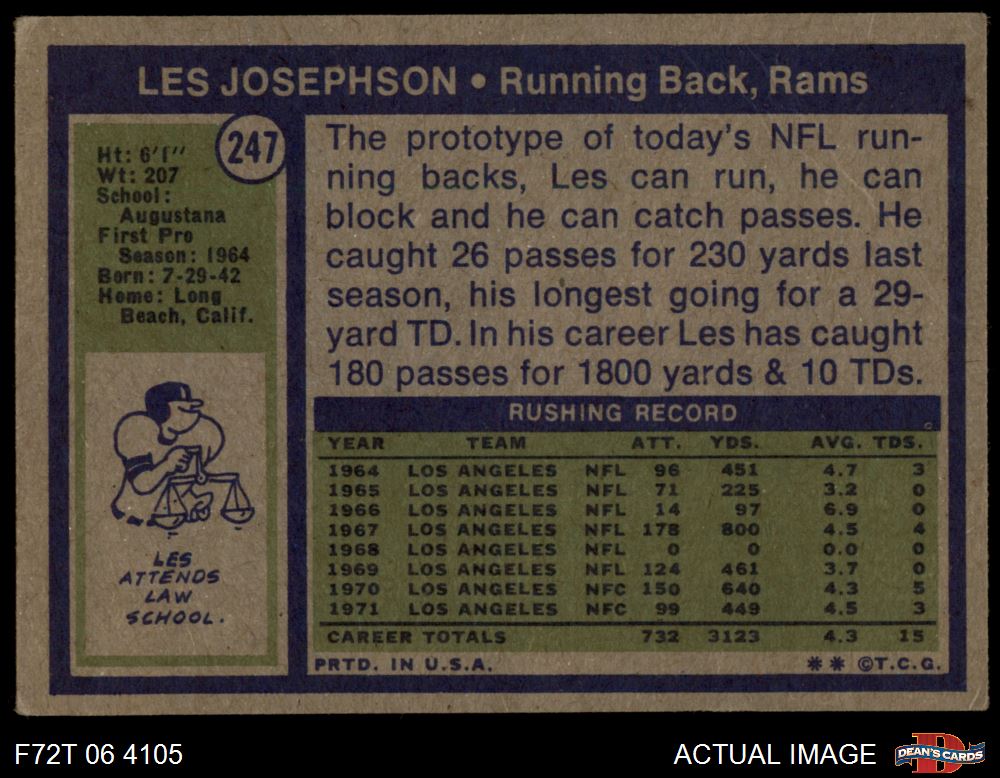 LES JOSEPHSON • Running Back, Rams
247
Ht: 6'1"
Wt: 207
School:
Augustana
First Pro
Season: 1964
Born: 7-29-42
Home: Long
Beach, Calif.
LES
ATTENDS
LAW
SCHOOL.
The prototype of today's NFL run-
ning backs, Les can run, he can
block and he can catch passes. He
caught 26 passes for 230 yards last
season, his longest going for a 29-
yard TD. In his career Les has caught
180 passes for 1800 yards & 10 TDs.
RUSHING RECORD
YEAR TEAM ATT. YDS. AVG. TDS.
1964 LOS ANGELES NFL 96 451 4.7 3
1965 LOS ANGELES NFL 71 225 3.2 0
1966 LOS ANGELES NFL 14 97 6.9 0
1967 LOS ANGELES NFL 178 800 4.5 4
1968 LOS ANGELES NFL 0 0 0.0 0
1969 LOS ANGELES NFL 124 461 3.7 0
1970 LOS ANGELES NFC 150 640 4.3 5
1971 LOS ANGELES NFC 99 449 4.5 3
CAREER TOTALS 732 3123 4.3 15
PRTD. IN U.S.A. ** ©T.C.G.
F72T 06 4105 ACTUAL IMAGE
DEAN'S CARDS